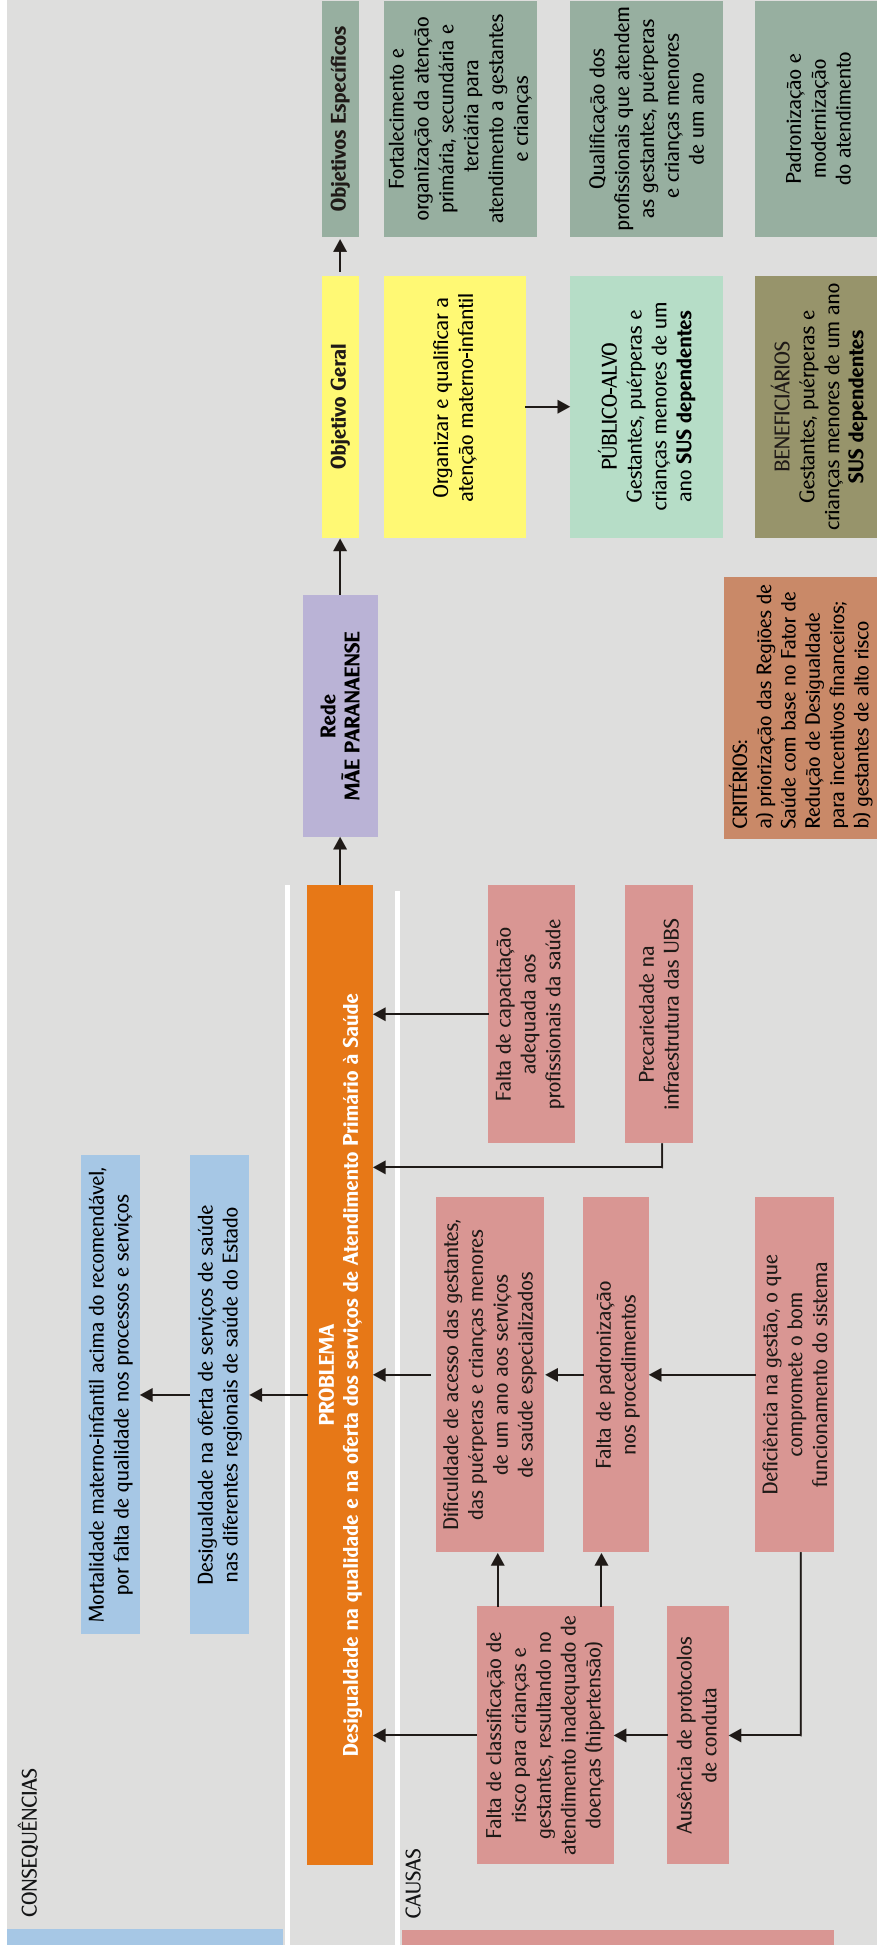 CONSEQUÊNCIAS
Mortalidade materno-infantil acima do recomendável,
por falta de qualidade nos processos e serviços
Desigualdade na oferta de serviços de saúde
nas diferentes regionais de saúde do Estado
PROBLEMA
Desigualdade na qualidade e na oferta dos serviços de Atendimento Primário à Saúde
CAUSAS
Falta de classificação de
risco para crianças e
gestantes, resultando no
atendimento inadequado de
doenças (hipertensão)
Ausência de protocolos
de conduta
Dificuldade de acesso das gestantes,
das puérperas e crianças menores
de um ano aos serviços
de saúde especializados
Falta de padronização
nos procedimentos
Deficiência na gestão, o que
compromete o bom
funcionamento do sistema
Falta de capacitação
adequada aos
profissionais da saúde
Precariedade na
infraestrutura das UBS
Rede
MÃE PARANAENSE
CRITÉRIOS:
a) priorização das Regiões de
Saúde com base no Fator de
Redução de Desigualdade
para incentivos financeiros;
b) gestantes de alto risco
Objetivo Geral
Organizar e qualificar a
atenção materno-infantil
PÚBLICO-ALVO
Gestantes, puérperas e
crianças menores de um
ano SUS dependentes
BENEFICIÁRIOS
Gestantes, puérperas e
crianças menores de um ano
SUS dependentes
Objetivos Específicos
Fortalecimento e
organização da atenção
primária, secundária e
terciária para
atendimento a gestantes
e crianças
Qualificação dos
profissionais que atendem
as gestantes, puérperas
e crianças menores
de um ano
Padronização e
modernização
do atendimento